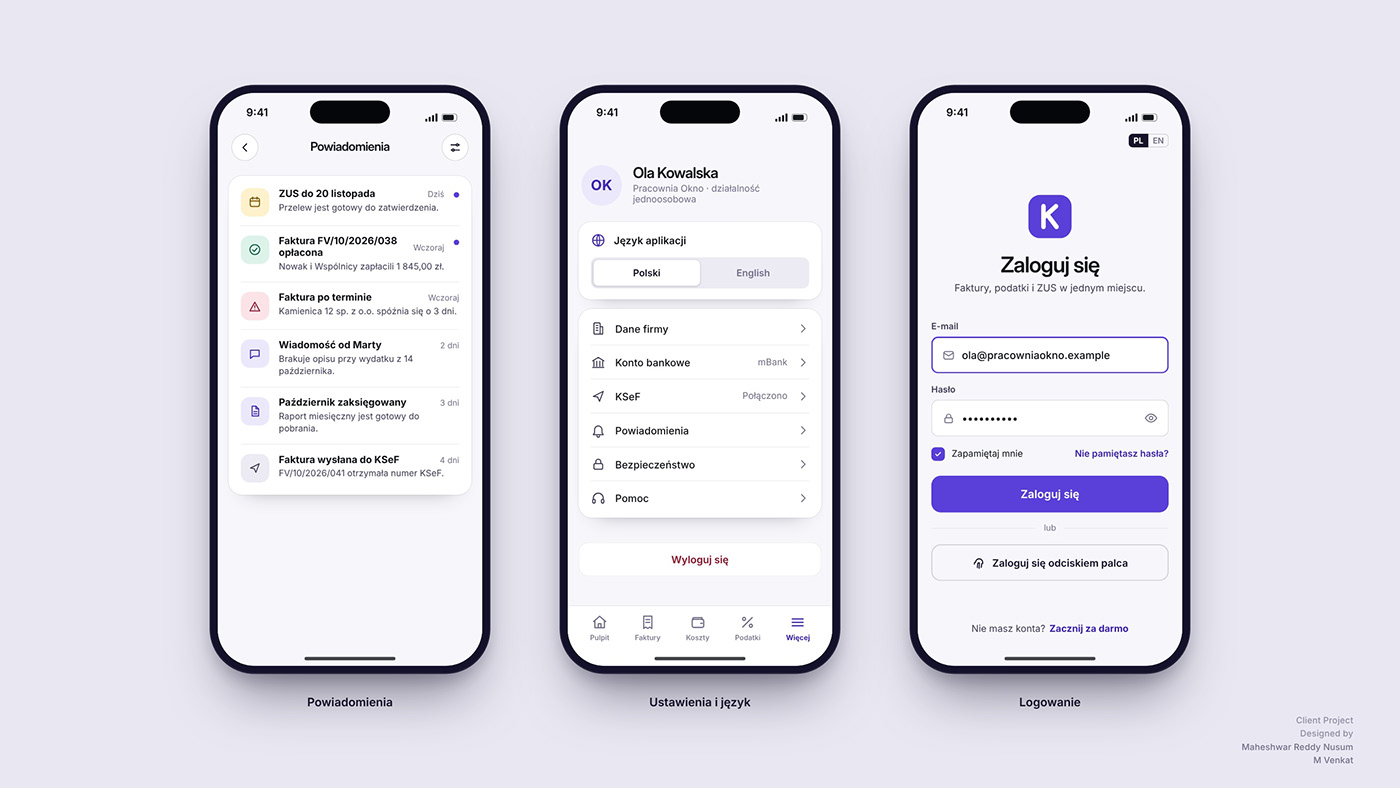 9:41
Powiadomienia
ZUS do 20 listopada
Dziś
Przelew jest gotowy do zatwierdzenia.
Faktura FV/10/2026/038
opłacona
Wczoraj
Nowak i Wspólnicy zapłacili 1 845,00 zł.
Faktura po terminie
Wczoraj
Kamienica 12 sp. z o.o. spóźnia się o 3 dni.
Wiadomość od Marty
2 dni
Brakuje opisu przy wydatku z 14
października.
Październik zaksięgowany
3 dni
Raport miesięczny jest gotowy do
pobrania.
Faktura wysłana do KSeF
4 dni
FV/10/2026/041 otrzymała numer KSeF.
Powiadomienia
9:41
OK
Ola Kowalska
Pracownia Okno · działalność
jednoosobowa
Język aplikacji
Polski
English
Dane firmy
Konto bankowe
mBank
KSeF
Połączono
Powiadomienia
Bezpieczeństwo
Pomoc
Wyloguj się
Pulpit
Faktury
Koszty
Podatki
Więcej
Ustawienia i język
9:41
PL
EN
K
Zaloguj się
Faktury, podatki i ZUS w jednym miejscu.
E-mail
ola@pracowniaokno.example
Hasło
••••••••••
Zapamiętaj mnie
Nie pamiętasz hasła?
Zaloguj się
lub
Zaloguj się odciskiem palca
Nie masz konta? Zacznij za darmo
Logowanie
Client Project
Designed by
Maheshwar Reddy Nusum
M Venkat